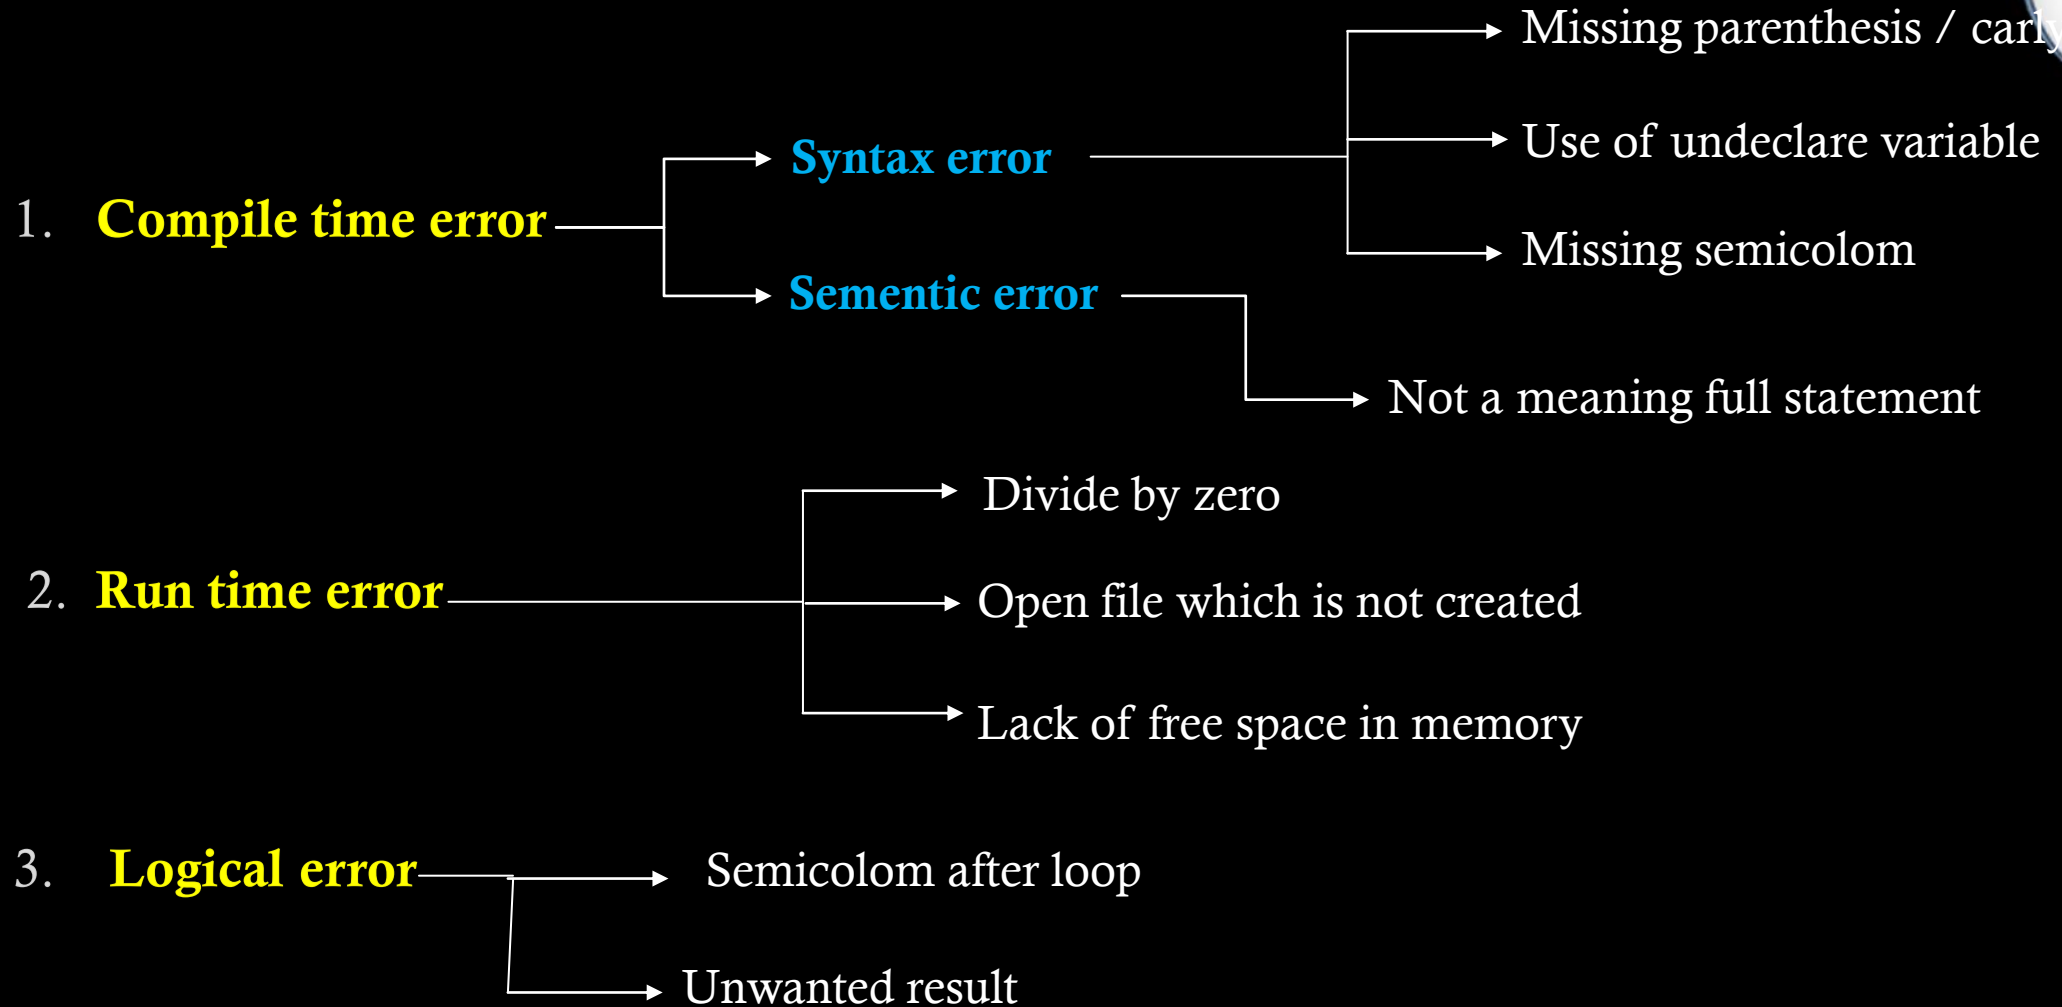 Missing parenthesis / carly
Syntax error
Use of undeclare variable
1. Compile time error
Missing semicolom
Sementic error
Not a meaning full statement
Divide by zero
2. Run time error
Open file which is not created
Lack of free space in memory
3. Logical error
Semicolom after loop
Unwanted result